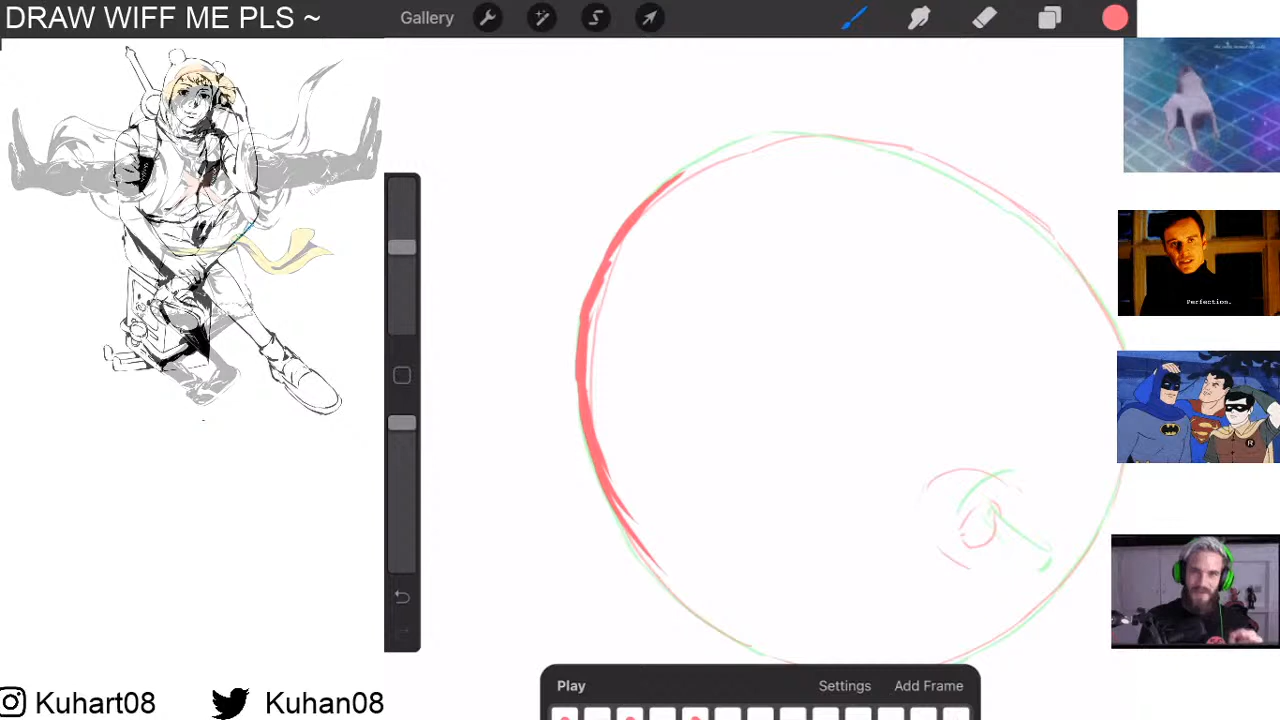 DRAW WIFF ME PLS ~
Gallery
Perfection.
Play
Settings
Add Frame
Kuhart08
Kuhan08